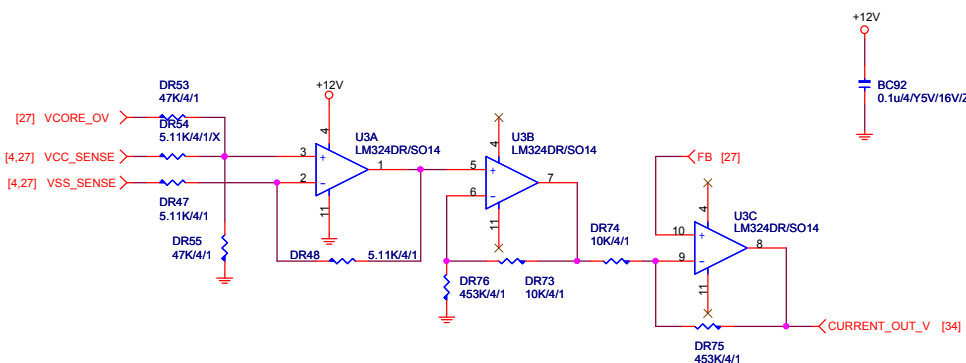 +12V
BC92
0.1u/4/Y5V/16V/Z
DR53
47K/4/1
[27] VCORE_OV
DR54
5.11K/4/1/X
[4,27] VCC_SENSE
[4,27] VSS_SENSE
DR47
5.11K/4/1
DR55
47K/4/1
+12V
4
U3A
LM324DR/SO14
3
+
1
2
-
11
DR48
5.11K/4/1
4
U3B
LM324DR/SO14
5
+
7
6
-
11
DR76
453K/4/1
DR73
10K/4/1
DR74
10K/4/1
FB [27]
4
U3C
LM324DR/SO14
10
+
8
9
-
11
DR75
453K/4/1
CURRENT_OUT_V [34]